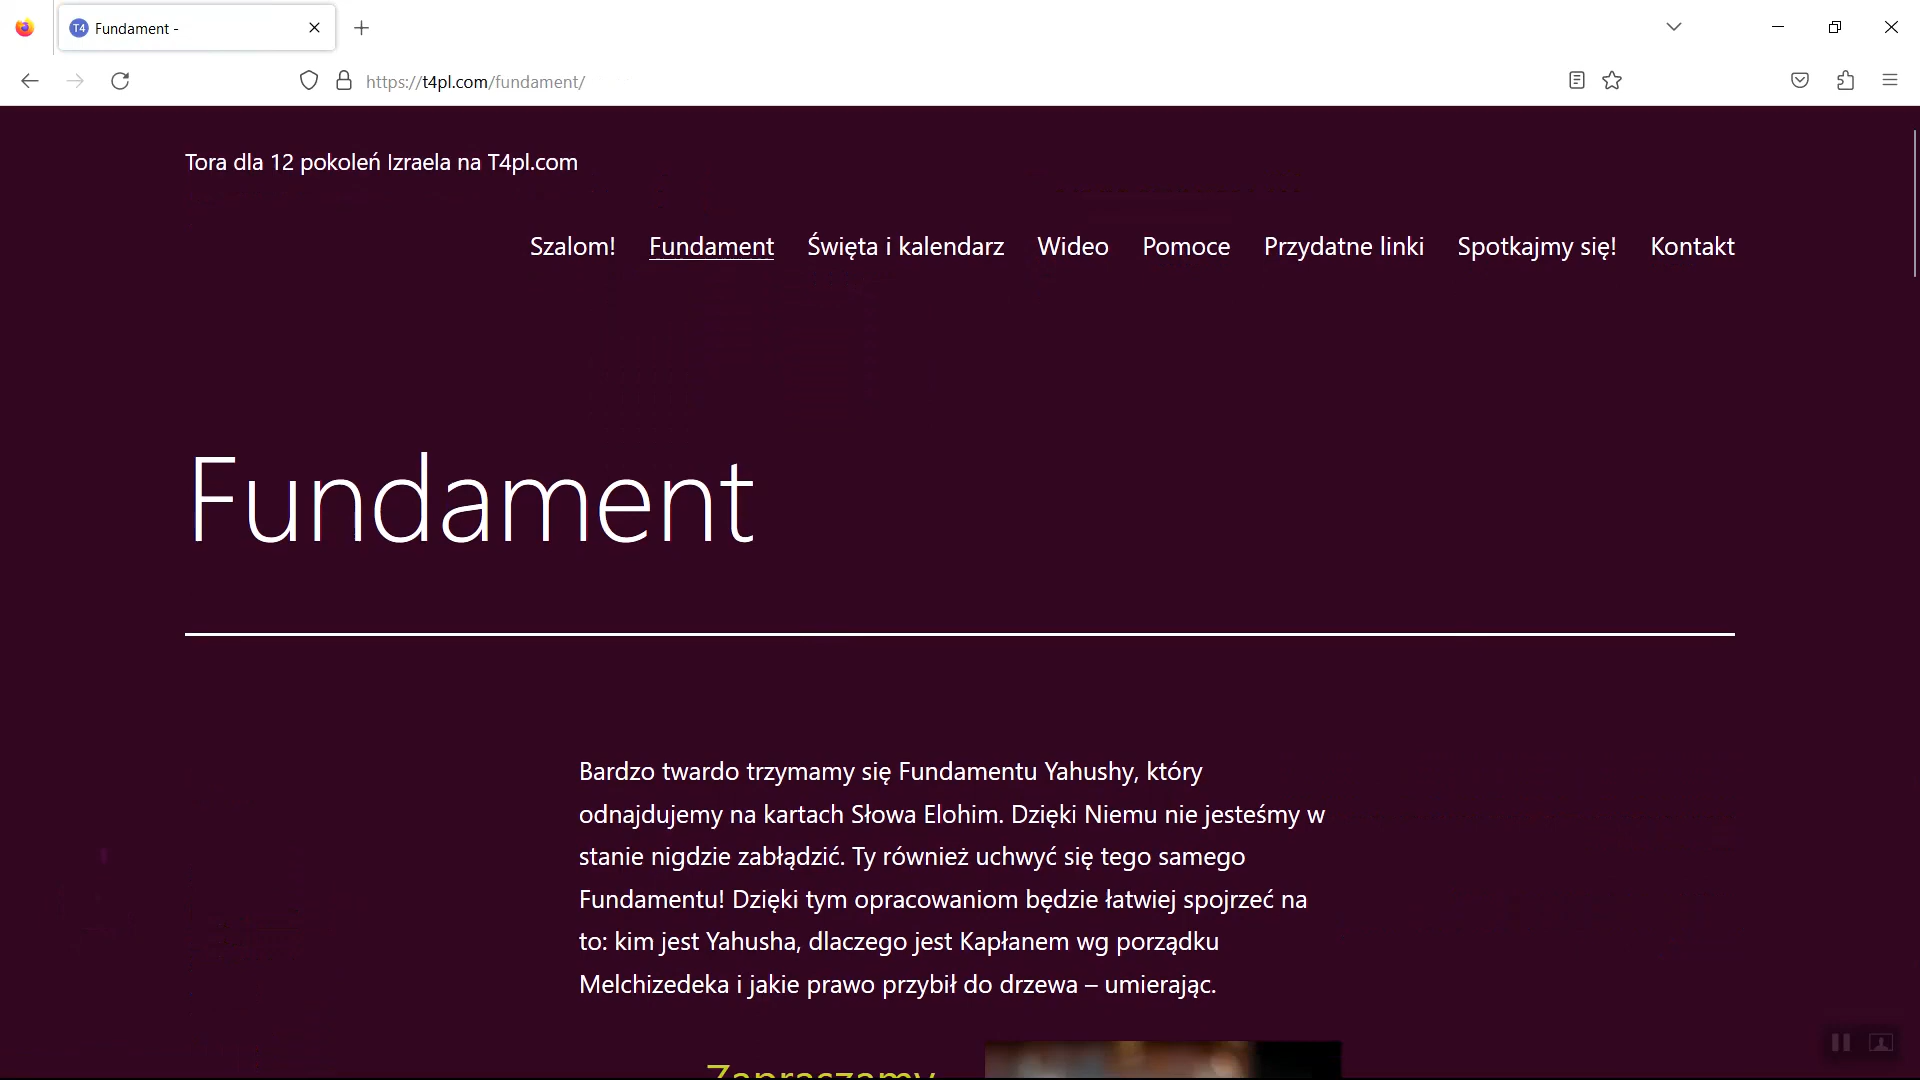 Fundament -
https://t4pl.com/fundament/
Tora dla 12 pokoleń Izraela na T4pl.com
Szalom! Fundament Święta i kalendarz Wideo Pomoce Przydatne linki Spotkajmy się! Kontakt
Fundament
Bardzo twardo trzymamy się Fundamentu Yahushy, który
odnajdujemy na kartach Słowa Elohim. Dzięki Niemu nie jesteśmy w
stanie nigdzie zabłądzić. Ty również uchwyć się tego samego
Fundamentu! Dzięki tym opracowaniom będzie łatwiej spojrzeć na
to: kim jest Yahusha, dlaczego jest Kapłanem wg porządku
Melchizedeka i jakie prawo przybił do drzewa – umierając.
Zapraszamy